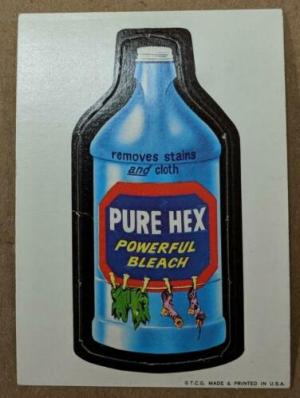 removes stains
and cloth
PURE HEX
POWERFUL
BLEACH
© T.C.G. MADE & PRINTED IN U.S.A.